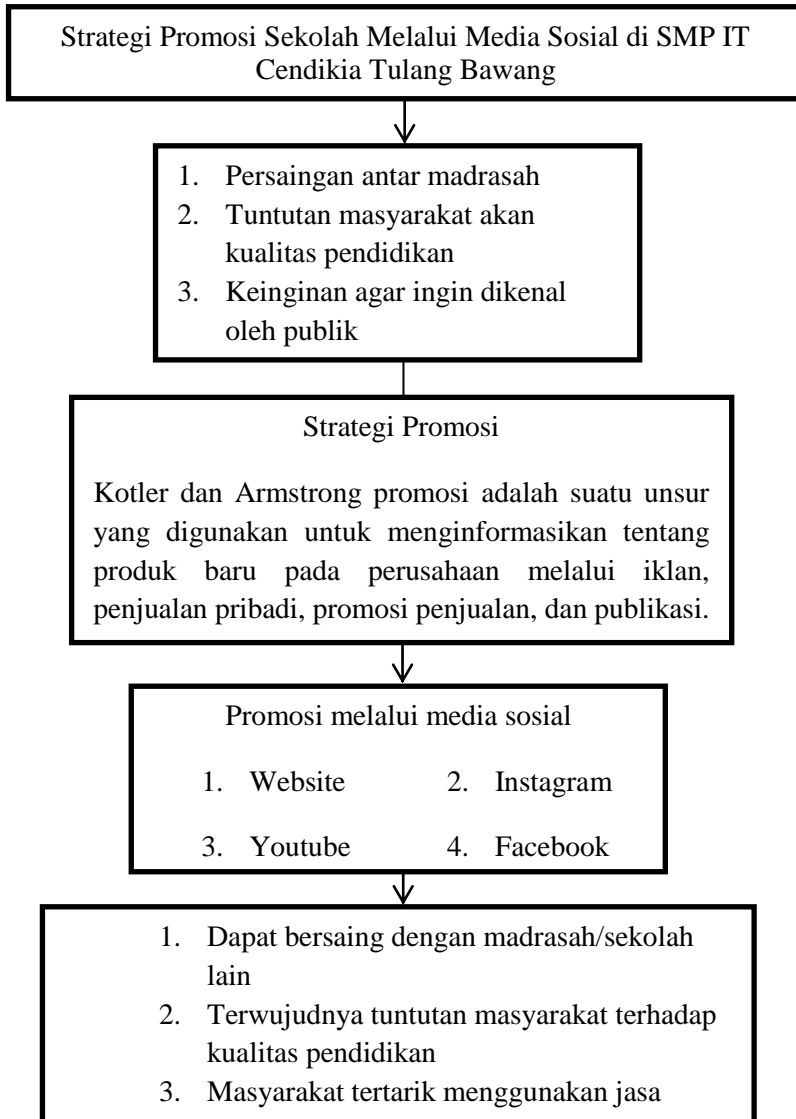 Strategi Promosi Sekolah Melalui Media Sosial di SMP IT
Cendikia Tulang Bawang
1. Persaingan antar madrasah
2. Tuntutan masyarakat akan
kualitas pendidikan
3. Keinginan agar ingin dikenal
oleh publik
Strategi Promosi
Kotler dan Armstrong promosi adalah suatu unsur
yang digunakan untuk menginformasikan tentang
produk baru pada perusahaan melalui iklan,
penjualan pribadi, promosi penjualan, dan publikasi.
Promosi melalui media sosial
1. Website 2. Instagram
3. Youtube 4. Facebook
1. Dapat bersaing dengan madrasah/sekolah
lain
2. Terwujudnya tuntutan masyarakat terhadap
kualitas pendidikan
3. Masyarakat tertarik menggunakan jasa